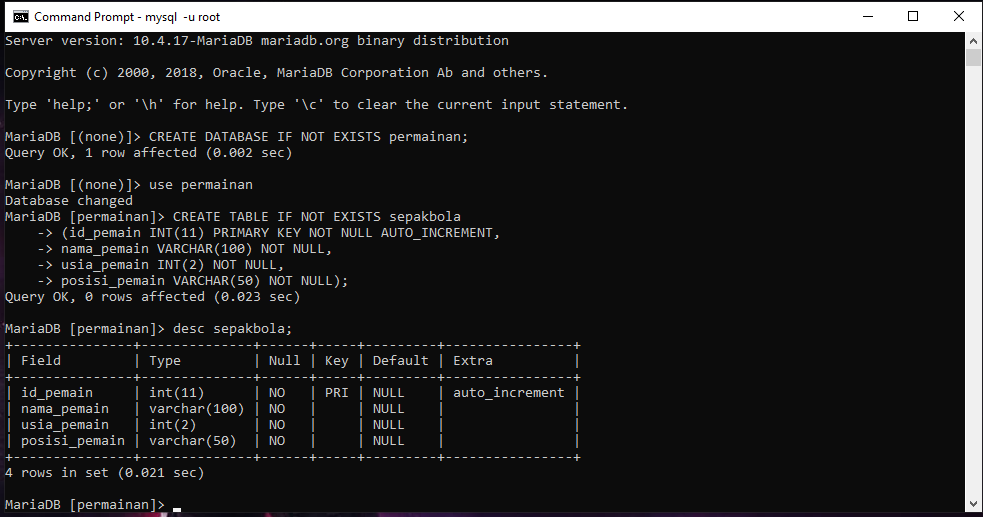 Command Prompt - mysql  -u root
Server version: 10.4.17-MariaDB mariadb.org binary distribution
Copyright (c) 2000, 2018, Oracle, MariaDB Corporation Ab and others.
Type 'help;' or '\h' for help. Type '\c' to clear the current input statement.
MariaDB [(none)]> CREATE DATABASE IF NOT EXISTS permainan;
Query OK, 1 row affected (0.002 sec)
MariaDB [(none)]> use permainan
Database changed
MariaDB [permainan]> CREATE TABLE IF NOT EXISTS sepakbola
    -> (id_pemain INT(11) PRIMARY KEY NOT NULL AUTO_INCREMENT,
    -> nama_pemain VARCHAR(100) NOT NULL,
    -> usia_pemain INT(2) NOT NULL,
    -> posisi_pemain VARCHAR(50) NOT NULL);
Query OK, 0 rows affected (0.023 sec)
MariaDB [permainan]> desc sepakbola;
+---------------+--------------+------+-----+---------+----------------+
| Field         | Type         | Null | Key | Default | Extra          |
+---------------+--------------+------+-----+---------+----------------+
| id_pemain     | int(11)      | NO   | PRI | NULL    | auto_increment |
| nama_pemain   | varchar(100) | NO   |     | NULL    |                |
| usia_pemain   | int(2)       | NO   |     | NULL    |                |
| posisi_pemain | varchar(50)  | NO   |     | NULL    |                |
+---------------+--------------+------+-----+---------+----------------+
4 rows in set (0.021 sec)
MariaDB [permainan]> _